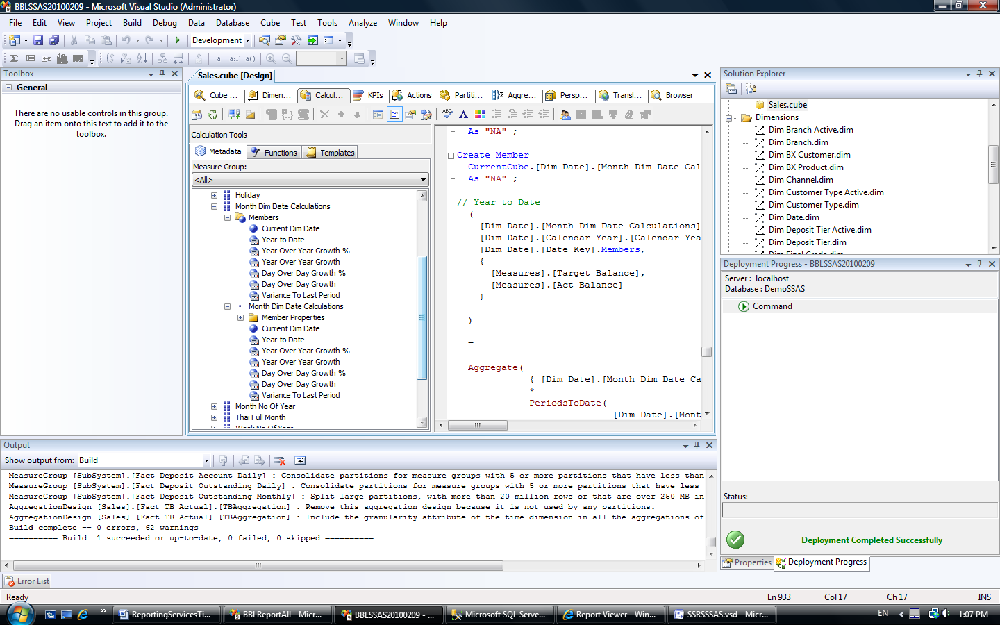 BBLSSAS20100209 - Microsoft Visual Studio (Administrator)
File Edit View Project Build Debug Data Database Cube Test Tools Analyze Window Help
Development
a a:T a()
Toolbox
General
There are no usable controls in this group.
Drag an item onto this text to add it to the
toolbox.
Sales.cube [Design]
Cube ... Dimen... Calcul... KPIs Actions Partiti... Aggre... Persp... Transl... Browser
Calculation Tools
Metadata Functions Templates
Measure Group:
<All>
Holiday
Month Dim Date Calculations
Members
Current Dim Date
Year to Date
Year Over Year Growth %
Year Over Year Growth
Day Over Day Growth %
Day Over Day Growth
Variance To Last Period
Month Dim Date Calculations
Member Properties
Current Dim Date
Year to Date
Year Over Year Growth %
Year Over Year Growth
Day Over Day Growth %
Day Over Day Growth
Variance To Last Period
Month No Of Year
Thai Full Month
Week No Of Year
As "NA" ;
Create Member
CurrentCube.[Dim Date].[Month Dim Date Cal
As "NA" ;
// Year to Date
(
[Dim Date].[Month Dim Date Calculations]
[Dim Date].[Calendar Year].[Calendar Yea
[Dim Date].[Date Key].Members,
{
[Measures].[Target Balance],
[Measures].[Act Balance]
}
)
=
Aggregate(
{ [Dim Date].[Month Dim Date Ca
*
PeriodsToDate(
[Dim Date].[Mont
Solution Explorer
Sales.cube
Dimensions
Dim Branch Active.dim
Dim Branch.dim
Dim BX Customer.dim
Dim BX Product.dim
Dim Channel.dim
Dim Customer Type Active.dim
Dim Customer Type.dim
Dim Date.dim
Dim Deposit Tier Active.dim
Dim Deposit Tier.dim
Dim Final Grade.dim
Deployment Progress - BBLSSAS20100209
Server : localhost
Database : DemoSSAS
Command
Status:
Deployment Completed Successfully
Properties Deployment Progress
Output
Show output from: Build
MeasureGroup [SubSystem].[Fact Deposit Account Daily] : Consolidate partitions for measure groups with 5 or more partitions that have less than
MeasureGroup [SubSystem].[Fact Deposit Outstanding Daily] : Consolidate partitions for measure groups with 5 or more partitions that have less
MeasureGroup [SubSystem].[Fact Deposit Outstanding Monthly] : Split large partitions, with more than 20 million rows or that are over 250 MB in
AggregationDesign [Sales].[Fact TB Actual].[TBAggregation] : Remove this aggregation design because it is not used by any partitions.
AggregationDesign [Sales].[Fact TB Actual].[TBAggregation] : Include the granularity attribute of the time dimension in all the aggregations of
Build complete -- 0 errors, 62 warnings
========== Build: 1 succeeded or up-to-date, 0 failed, 0 skipped ==========
Error List
Ready Ln 933 Col 17 Ch 17 INS
ReportingServicesTi... BBLReportAll - Micr... BBLSSAS20100209 - ... Microsoft SQL Serve... Report Viewer - Win... SSRSSSAS.vsd - Micr... EN 1:07 PM